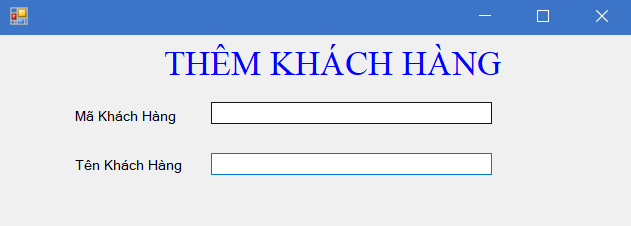 THÊM KHÁCH HÀNG
Mã Khách Hàng
Tên Khách Hàng